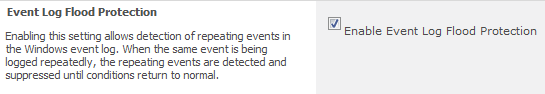 Event Log Flood Protection
Enabling this setting allows detection of repeating events in
the Windows event log. When the same event is being
logged repeatedly, the repeating events are detected and
suppressed until conditions return to normal.
Enable Event Log Flood Protection